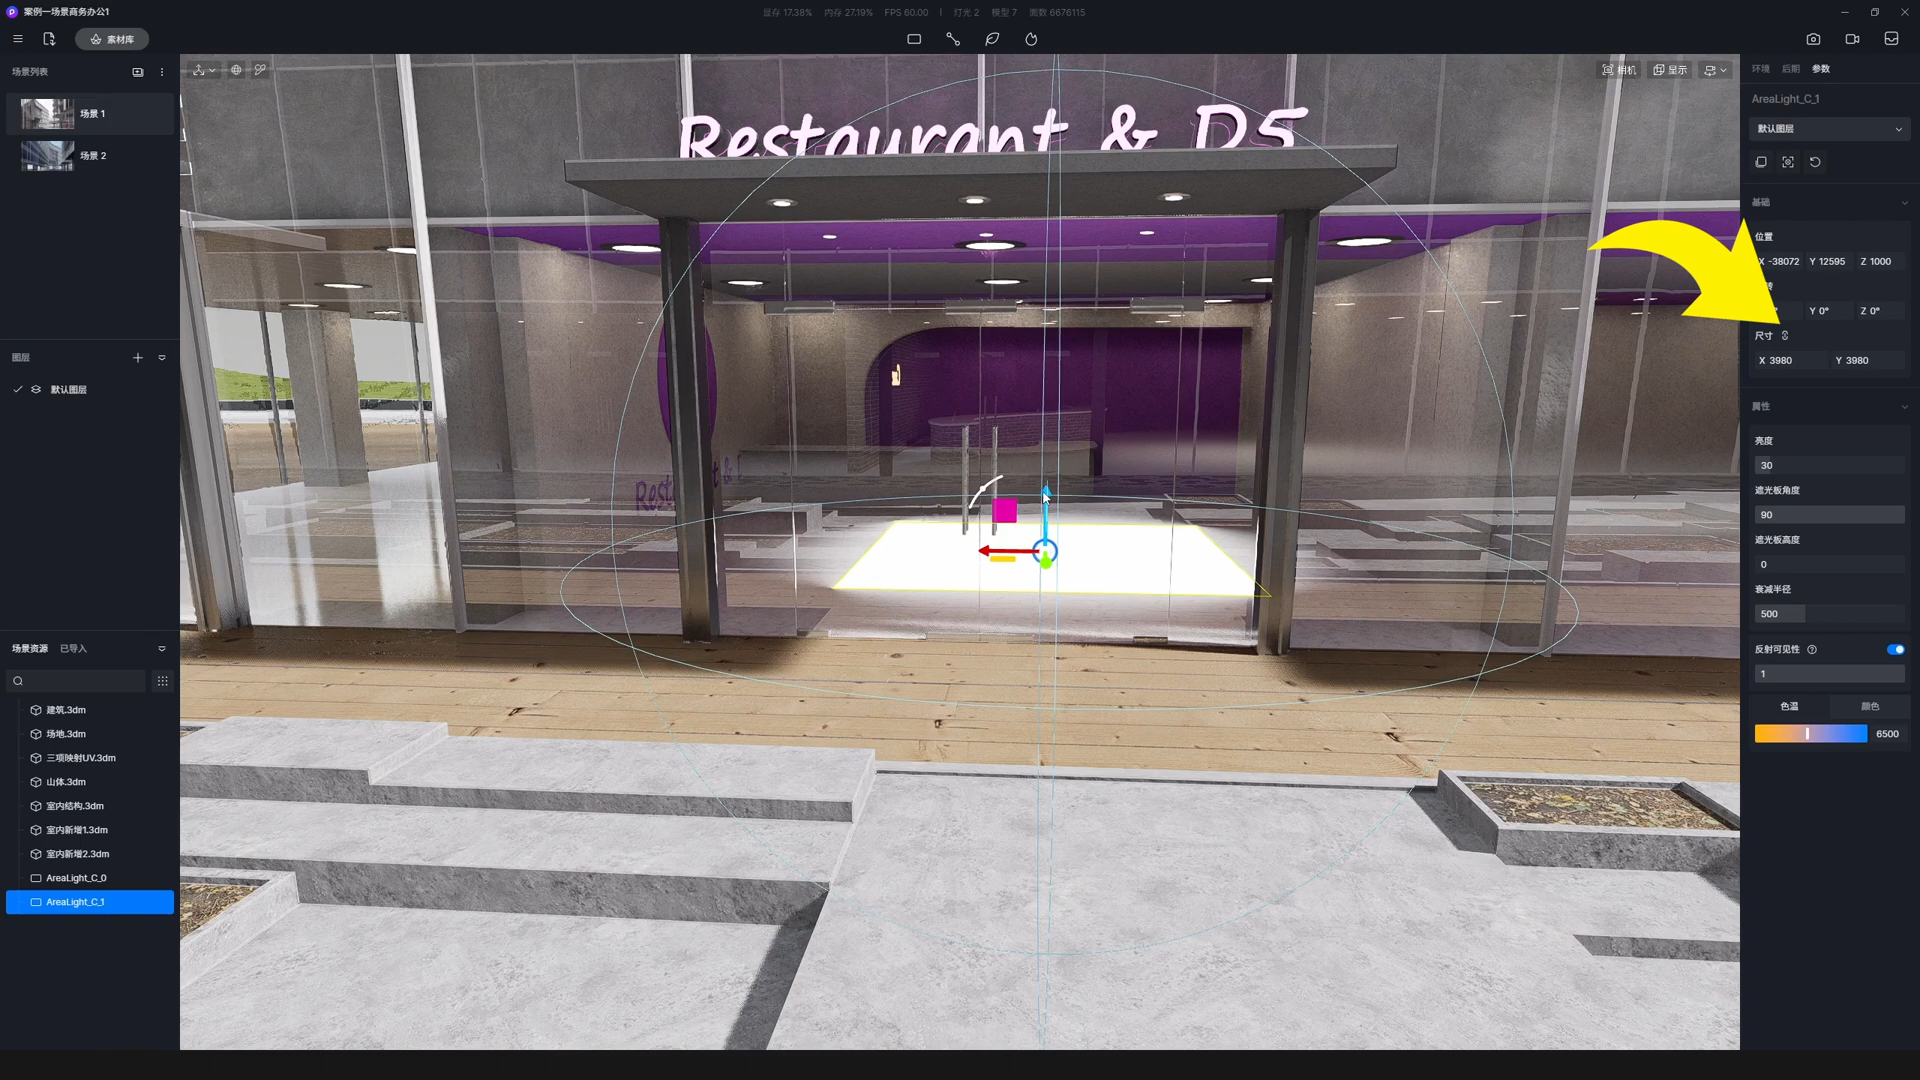 案例一场景商务办公1
显存 17.38% 内存 27.19% FPS 60.00 | 灯光 2 模型 7 面数 6676115
素材库
场景列表
场景 1
场景 2
图层
默认图层
场景资源 已导入
建筑.3dm
场地.3dm
三项映射UV.3dm
山体.3dm
室内结构.3dm
室内新增1.3dm
室内新增2.3dm
AreaLight_C_0
AreaLight_C_1
相机 显示
Restaurant & D5
环境 后期 参数
AreaLight_C_1
默认图层
基础
位置
X -38072 Y 12595 Z 1000
Y 0° Z 0°
尺寸
X 3980 Y 3980
属性
亮度
30
遮光板角度
90
遮光板高度
0
衰减半径
500
反射可见性
1
色温 颜色
6500